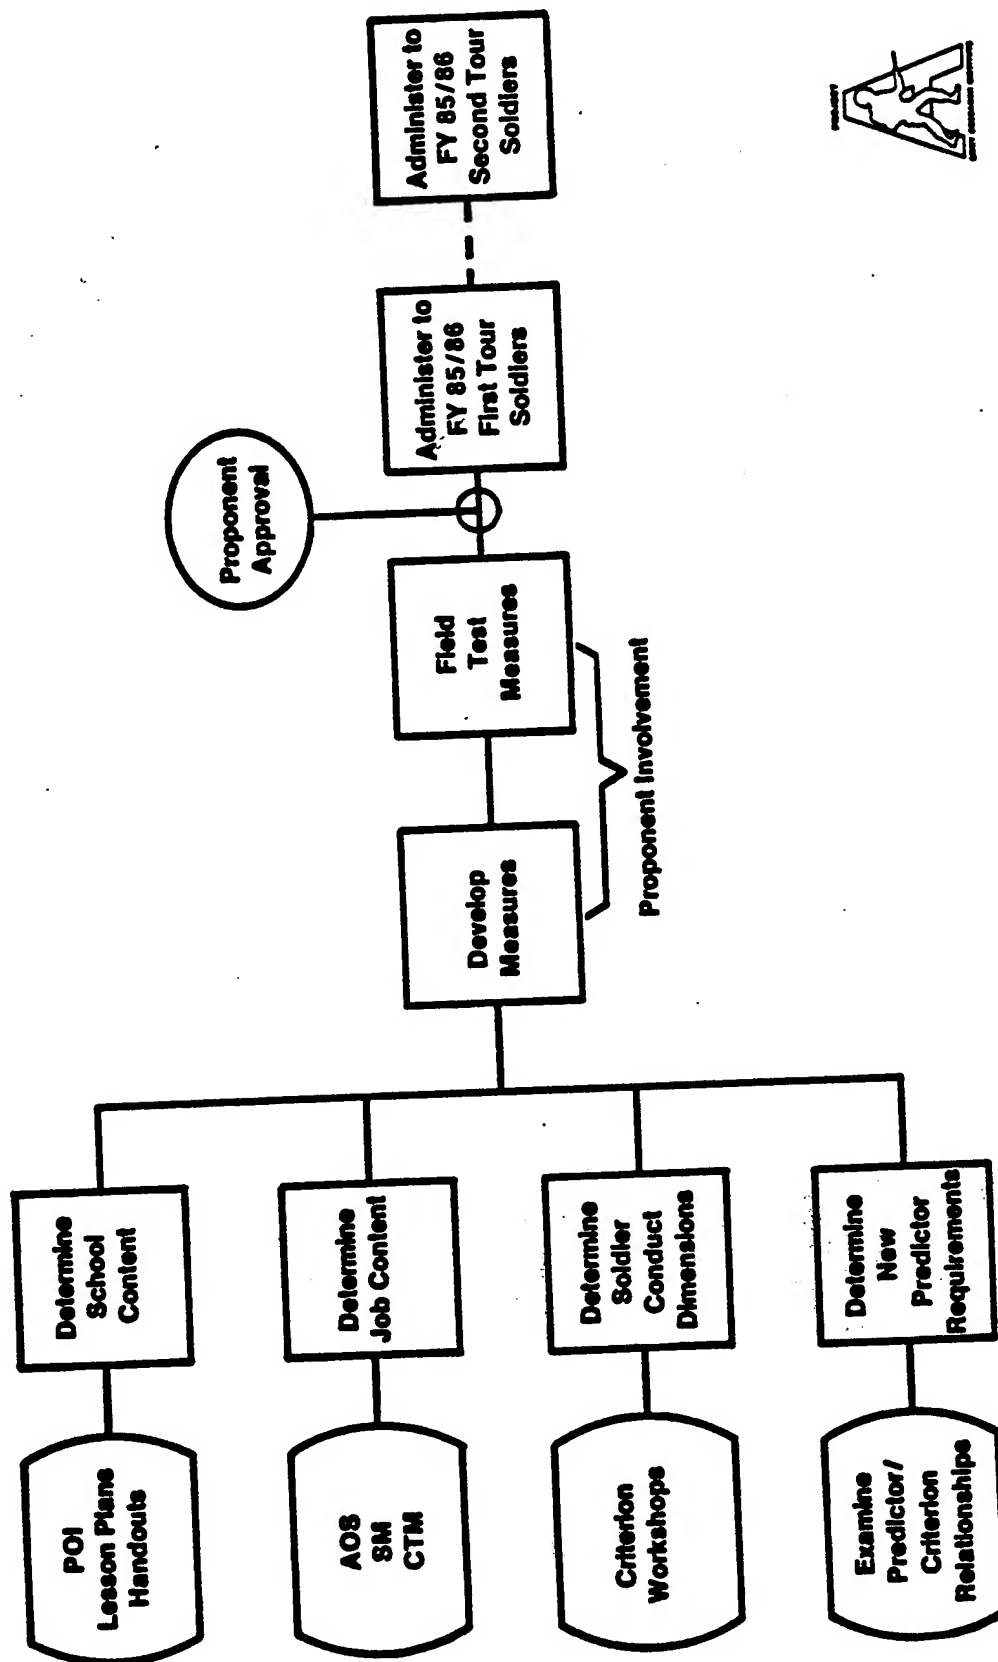 POI
Lesson Plans
Handouts
Determine
School
Content
AOS
SM
CTM
Determine
Job Content
Criterion
Workshops
Determine
Soldier
Conduct
Dimensions
Examine
Predictor/
Criterion
Relationships
Determine
New
Predictor
Requirements
Develop
Measures
Field
Test
Measures
Proponent Involvement
Proponent
Approval
Administer to
FY 85/86
First Tour
Soldiers
Administer to
FY 85/86
Second Tour
Soldiers
PROJECT
A